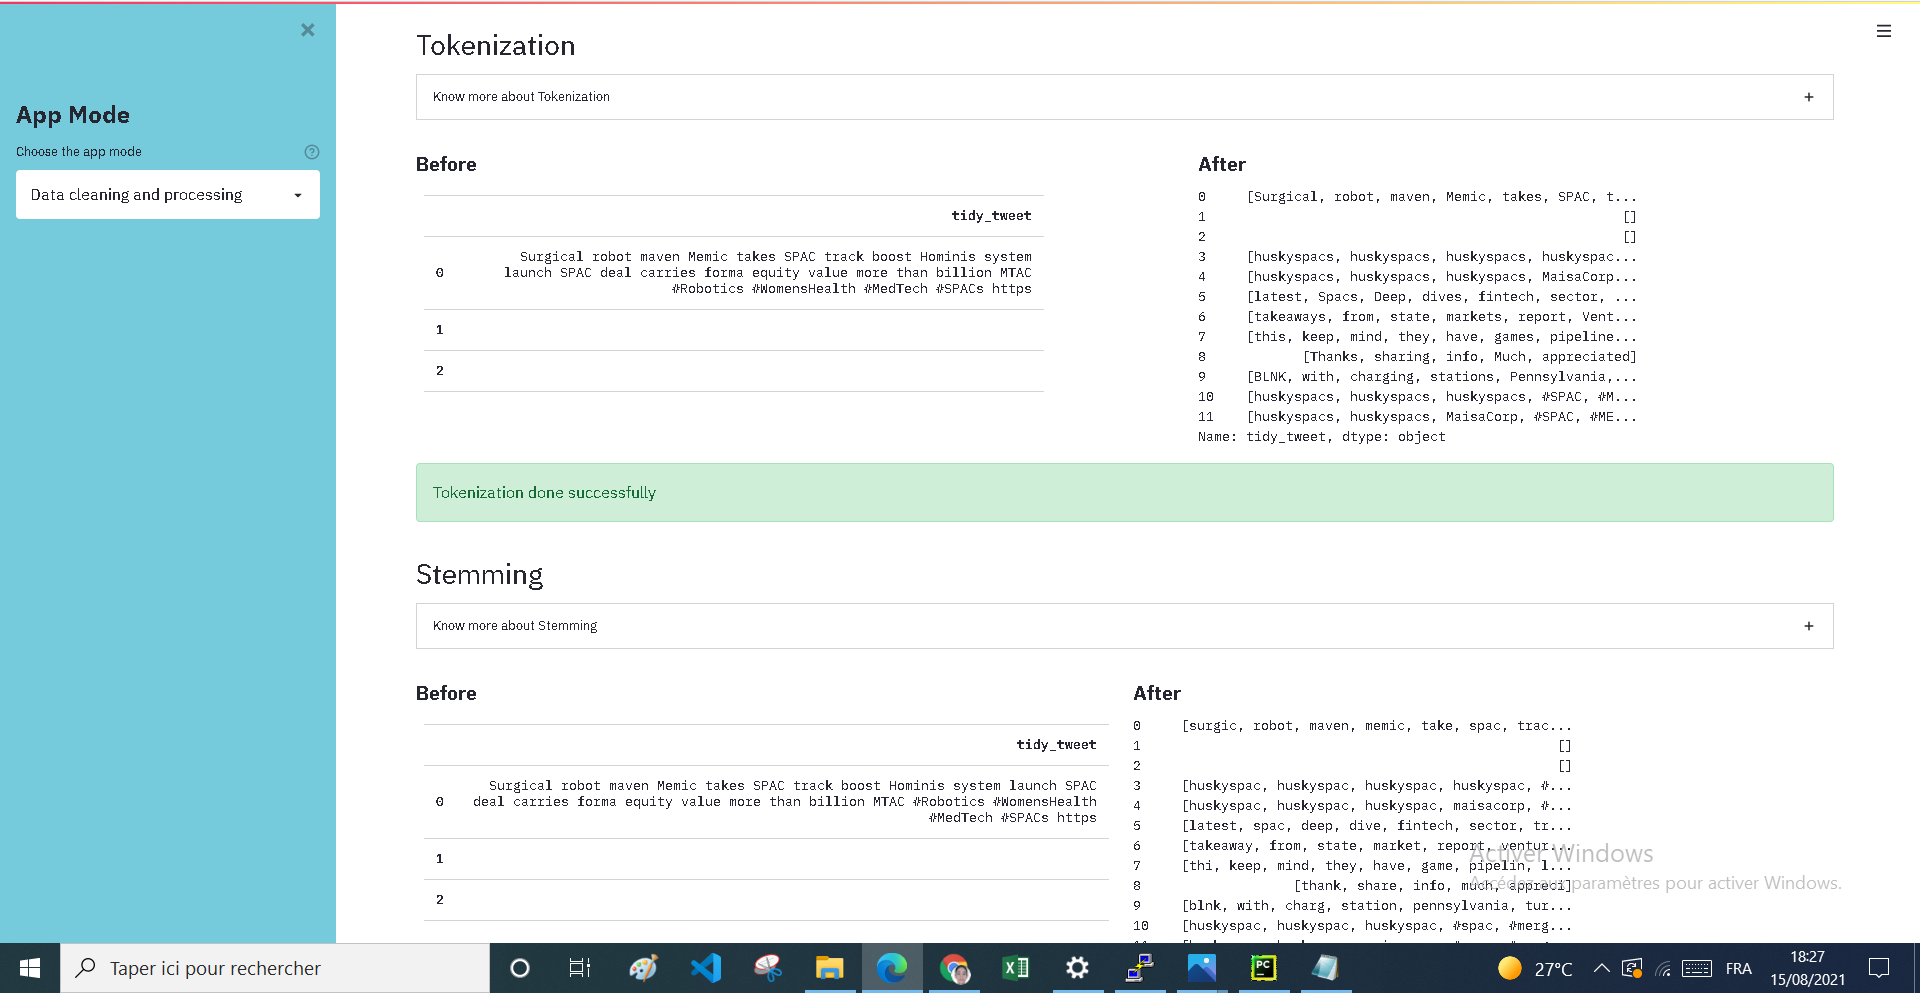 App Mode
Choose the app mode
Data cleaning and processing
Tokenization
Know more about Tokenization
Before
tidy_tweet
0 Surgical robot maven Memic takes SPAC track boost Hominis system
launch SPAC deal carries forma equity value more than billion MTAC
#Robotics #WomensHealth #MedTech #SPACs https
1
2
After
0 [Surgical, robot, maven, Memic, takes, SPAC, t...
1 []
2 []
3 [huskyspacs, huskyspacs, huskyspacs, huskyspac...
4 [huskyspacs, huskyspacs, huskyspacs, MaisaCorp...
5 [latest, Spacs, Deep, dives, fintech, sector, ...
6 [takeaways, from, state, markets, report, Vent...
7 [this, keep, mind, they, have, games, pipeline...
8 [Thanks, sharing, info, Much, appreciated]
9 [BLNK, with, charging, stations, Pennsylvania,...
10 [huskyspacs, huskyspacs, huskyspacs, #SPAC, #M...
11 [huskyspacs, huskyspacs, MaisaCorp, #SPAC, #ME...
Name: tidy_tweet, dtype: object
Tokenization done successfully
Stemming
Know more about Stemming
Before
tidy_tweet
0 Surgical robot maven Memic takes SPAC track boost Hominis system launch SPAC
deal carries forma equity value more than billion MTAC #Robotics #WomensHealth
#MedTech #SPACs https
1
2
After
0 [surgic, robot, maven, memic, take, spac, trac...
1 []
2 []
3 [huskyspac, huskyspac, huskyspac, huskyspac, #...
4 [huskyspac, huskyspac, huskyspac, maisacorp, #...
5 [latest, spac, deep, dive, fintech, sector, tr...
6 [takeaway, from, state, market, report, ventur...
7 [thi, keep, mind, they, have, game, pipelin, l...
8 [thank, share, info, much, appreci]
9 [blnk, with, charg, station, pennsylvania, tur...
10 [huskyspac, huskyspac, huskyspac, #spac, #merg...
Activer Windows
Accédez aux paramètres pour activer Windows.
Taper ici pour rechercher
PC
27°C
FRA
18:27
15/08/2021